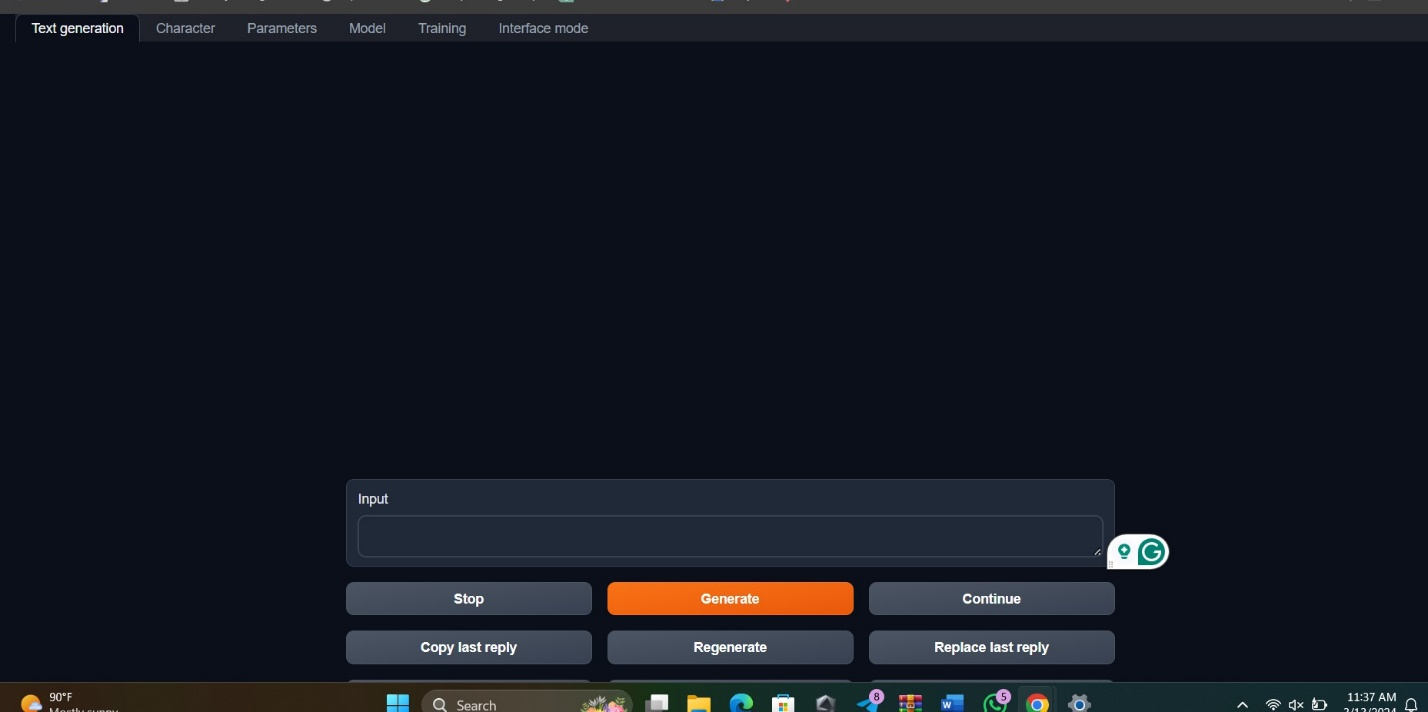 Text generation Character Parameters Model Training Interface mode
Input
Stop Generate Continue
Copy last reply Regenerate Replace last reply
90°F
Search
8
5
11:37 AM